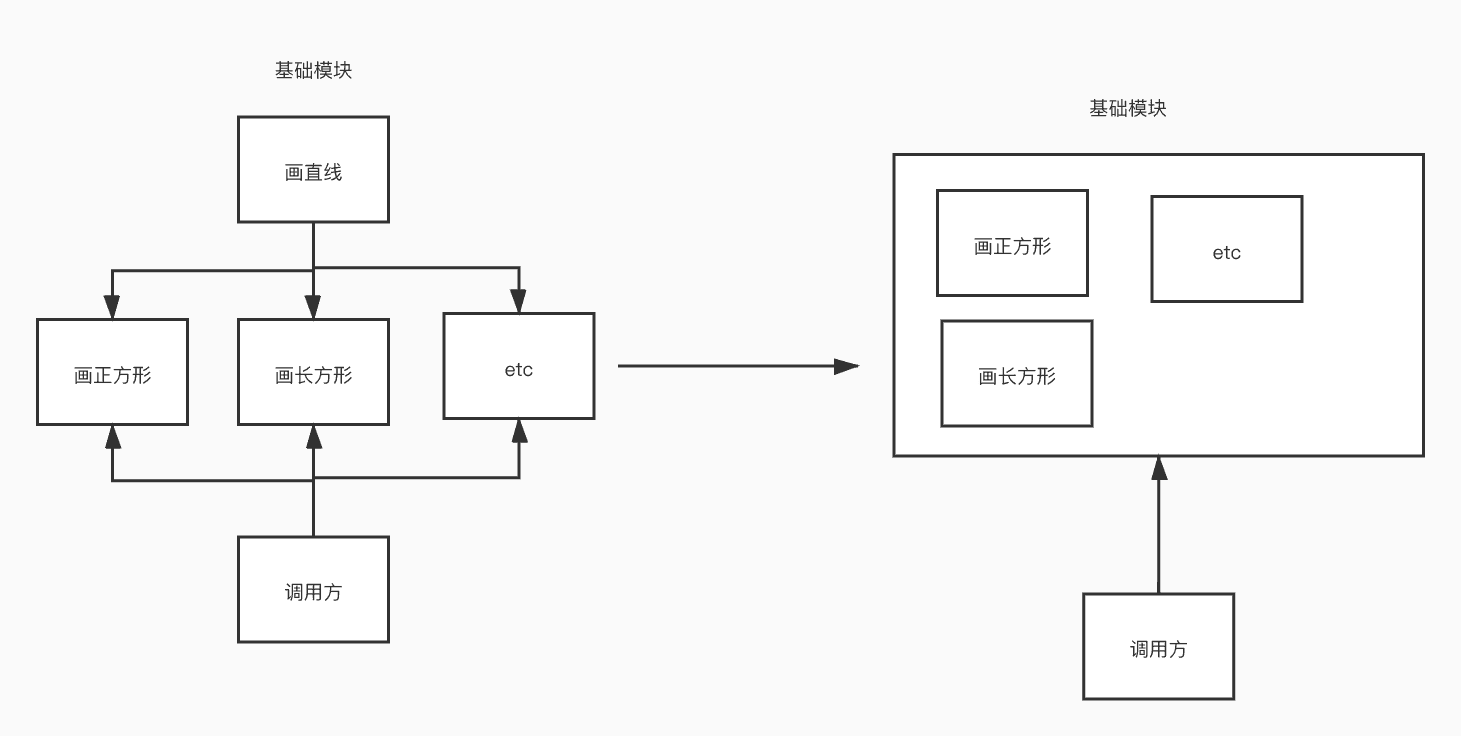 基础模块
画直线
画正方形
画长方形
etc
调用方
基础模块
画正方形
etc
画长方形
调用方